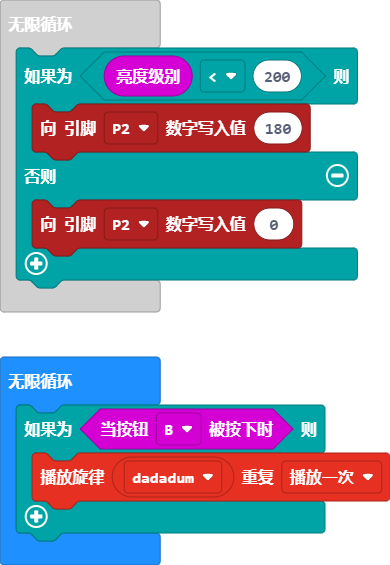 无限循环
如果为 亮度级别 < 200 则
向 引脚 P2 数字写入值 180
否则
向 引脚 P2 数字写入值 0
无限循环
如果为 当按钮 B 被按下时 则
播放旋律 dadadum 重复 播放一次